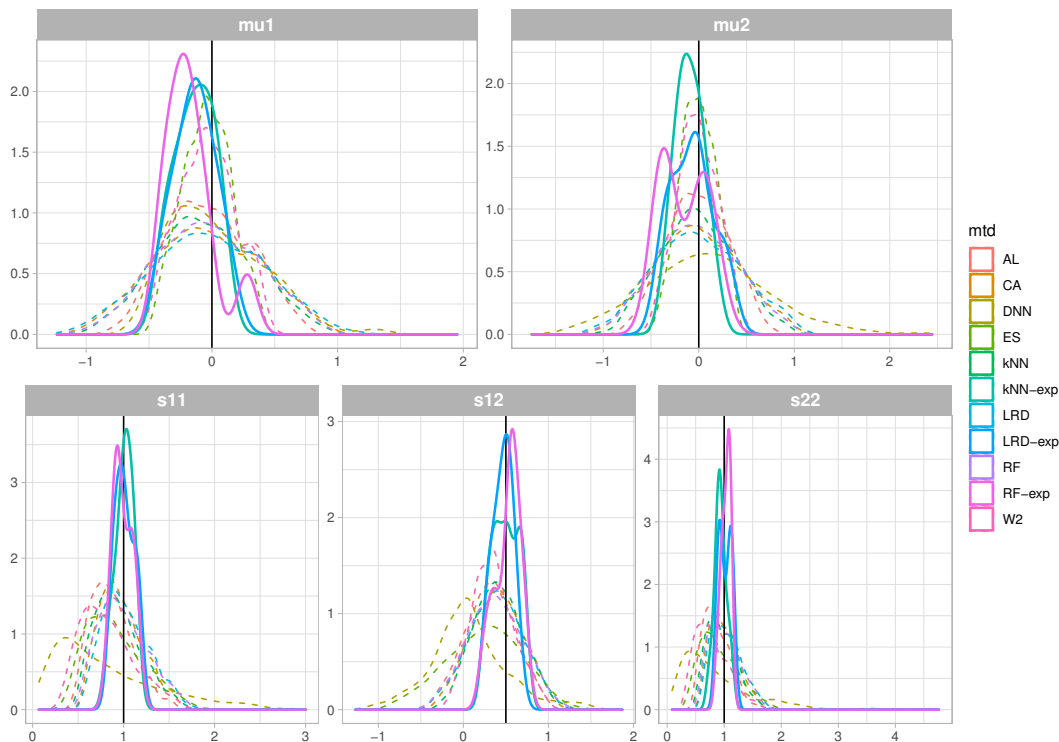 mu1 mu2
2.0
1.5
1.0
0.5
0.0
−1 0 1 2
2.0
1.5
1.0
0.5
0.0
−1 0 1 2
s11 s12 s22
3
2
1
0
0 1 2 3
3
2
1
0
−1 0 1 2
4
3
2
1
0
0 1 2 3 4
mtd
AL
CA
DNN
ES
kNN
kNN−exp
LRD
LRD−exp
RF
RF−exp
W2